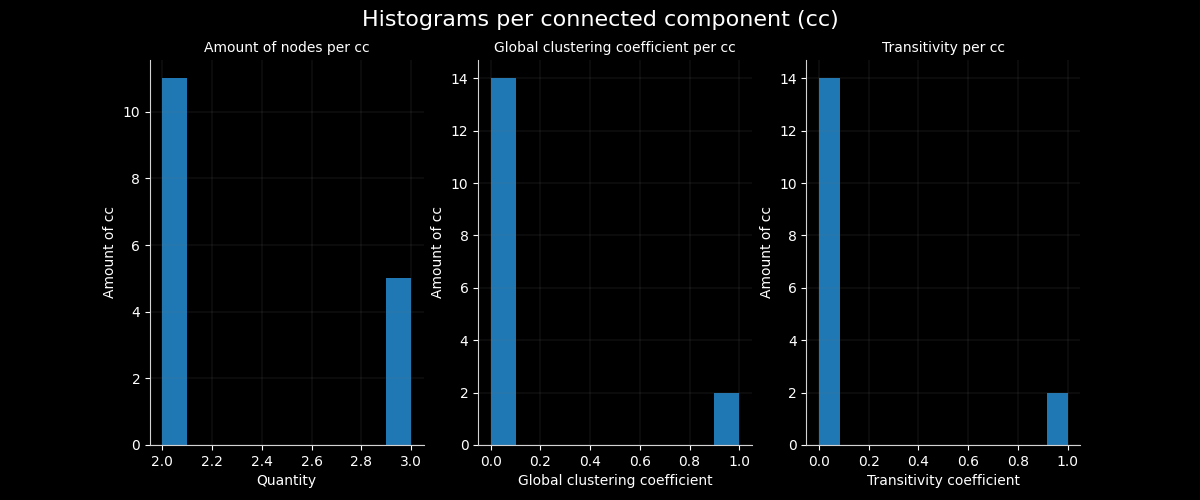 Histograms per connected component (cc)
Amount of nodes per cc
Amount of cc
10
8
6
4
2
0
2.0 2.2 2.4 2.6 2.8 3.0
Quantity
Global clustering coefficient per cc
Amount of cc
14
12
10
8
6
4
2
0
0.0 0.2 0.4 0.6 0.8 1.0
Global clustering coefficient
Transitivity per cc
Amount of cc
14
12
10
8
6
4
2
0
0.0 0.2 0.4 0.6 0.8 1.0
Transitivity coefficient